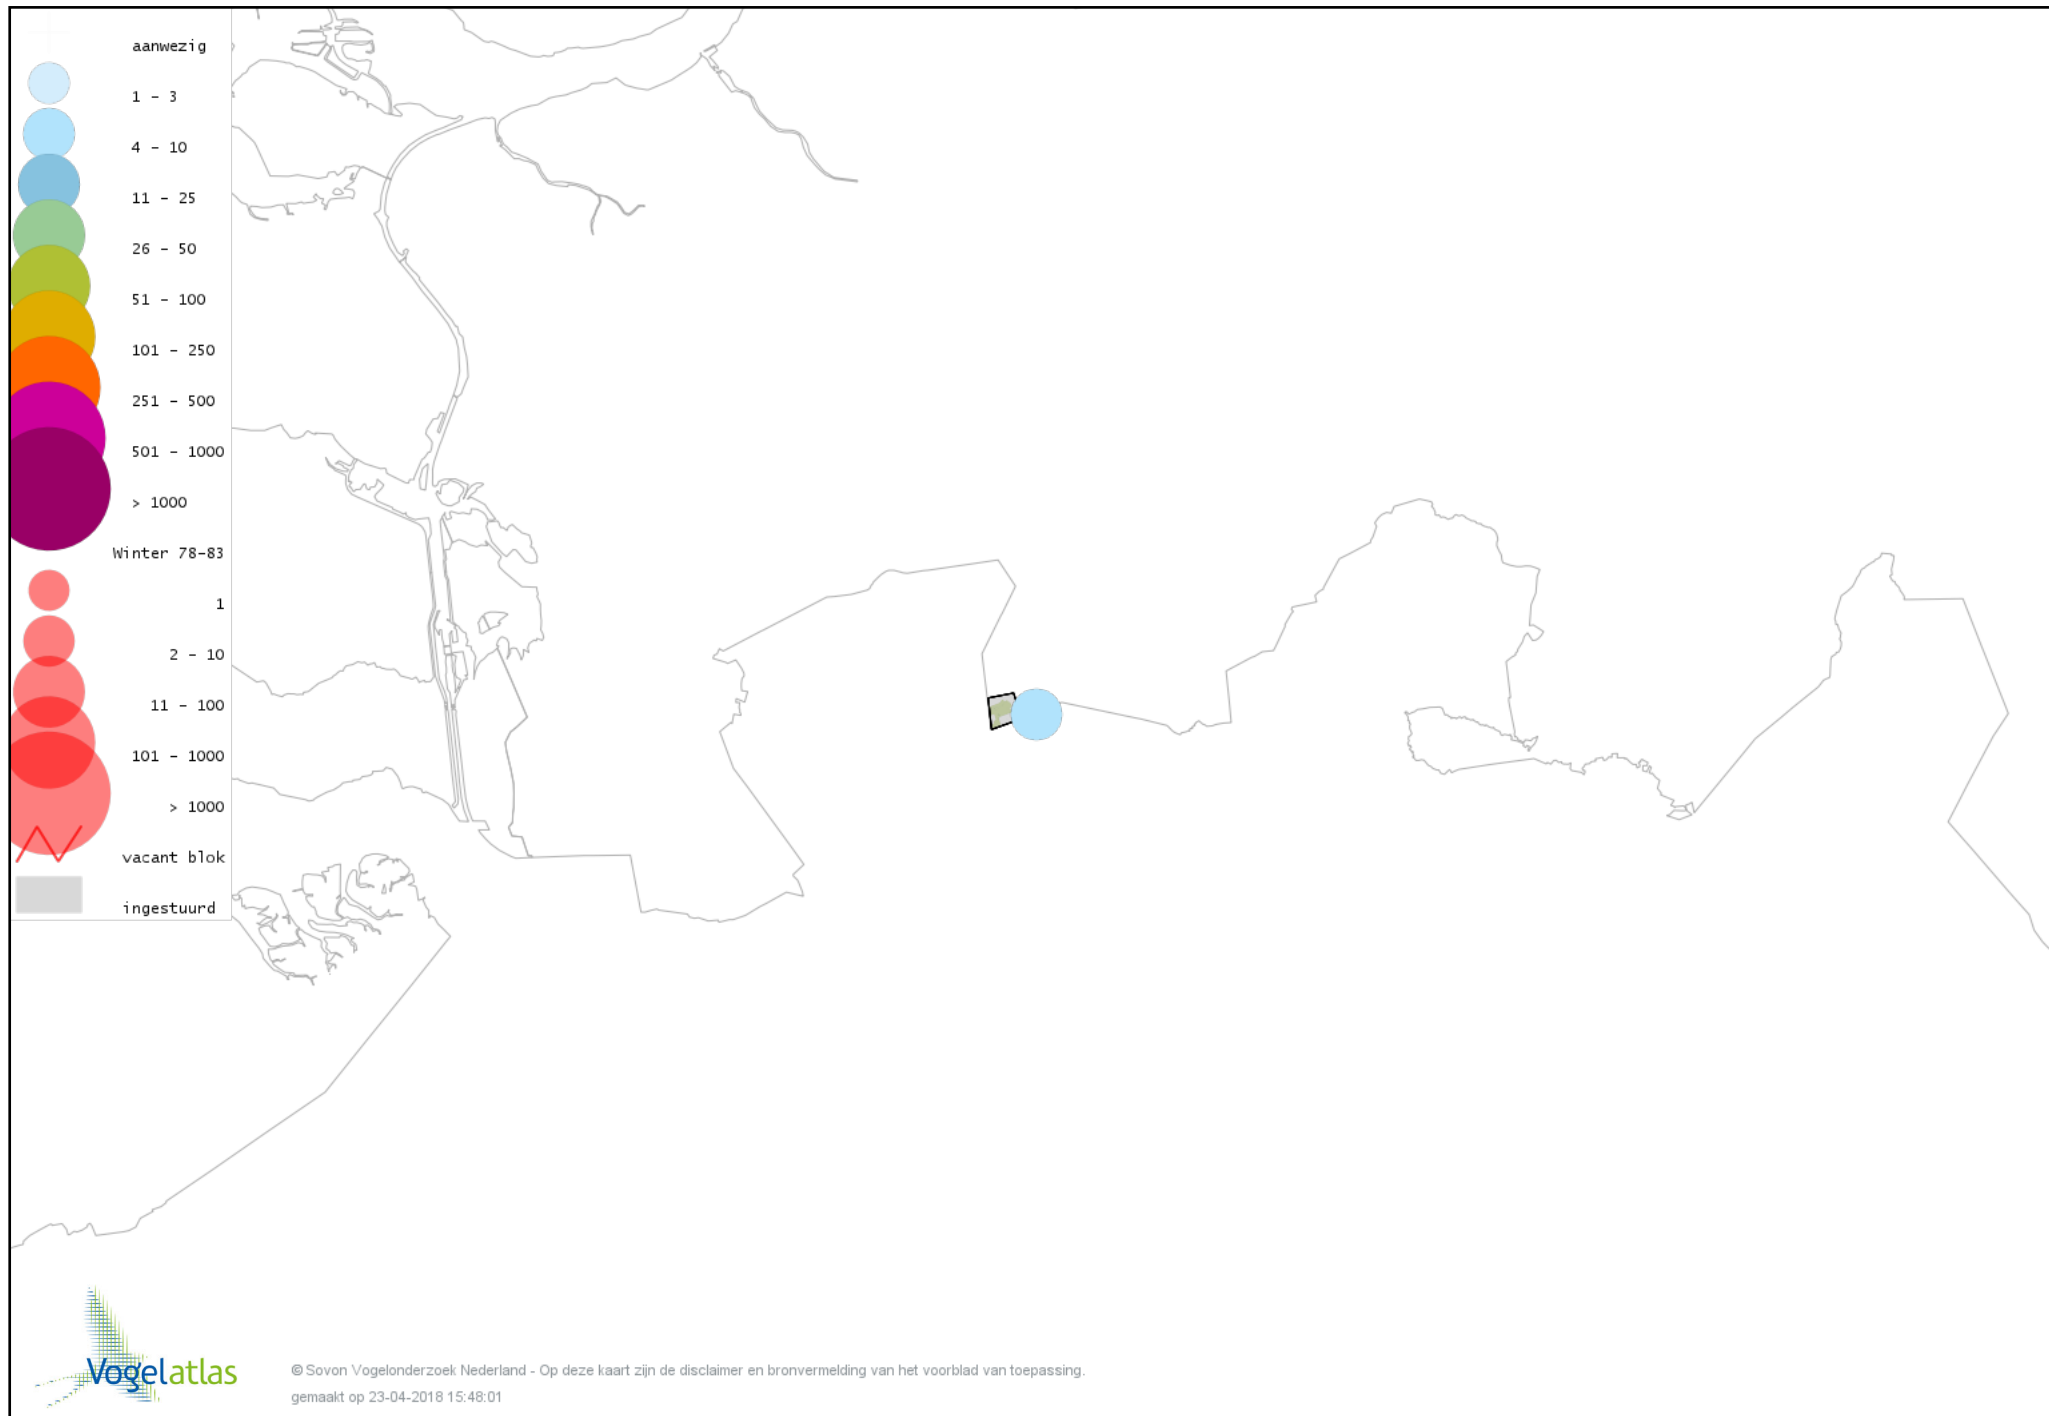 aanwezig
1 - 3
4 - 10
11 - 25
26 - 50
51 - 100
101 - 250
251 - 500
501 - 1000
> 1000
Winter 78-83
1
2 - 10
11 - 100
101 - 1000
> 1000
vacant blok
ingestuurd
Vogelatlas
© Sovon Vogelonderzoek Nederland - Op deze kaart zijn de disclaimer en bronvermelding van het voorblad van toepassing.
gemaakt op 23-04-2018 15:48:01